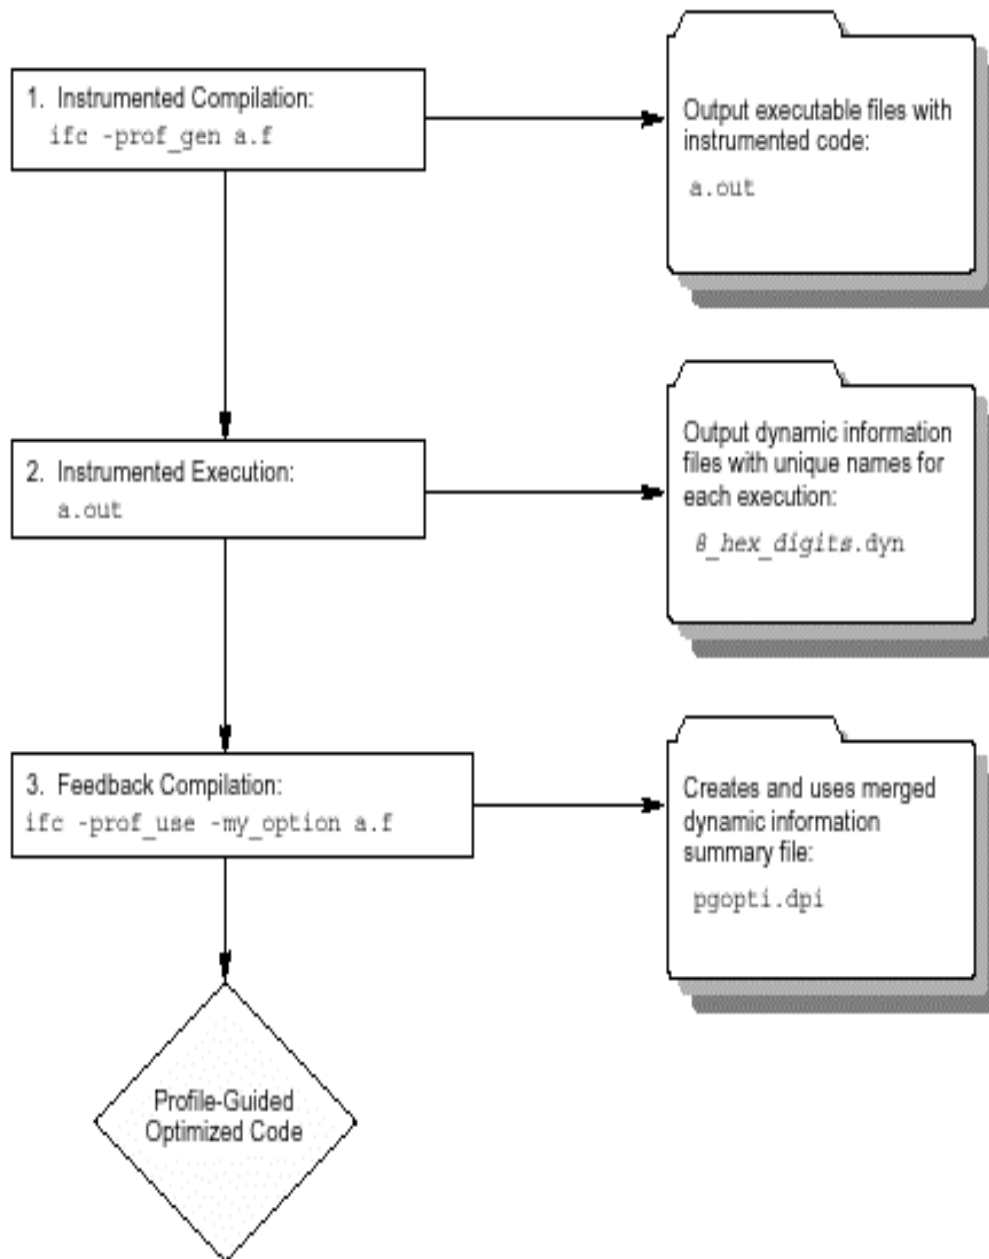 1. Instrumented Compilation:
ifc -prof_gen a.f
Output executable files with
instrumented code:
a.out
2. Instrumented Execution:
a.out
Output dynamic information
files with unique names for
each execution:
8_hex_digits.dyn
3. Feedback Compilation:
ifc -prof_use -my_option a.f
Creates and uses merged
dynamic information
summary file:
pgopti.dpi
Profile-Guided
Optimized Code